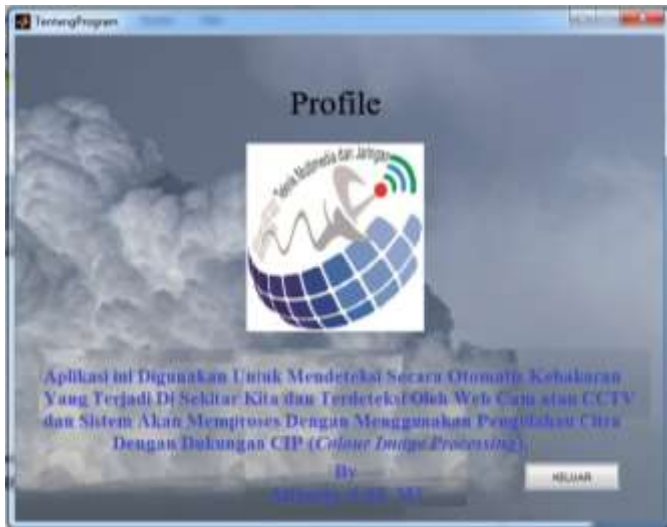 TentangProgram
Profile
Teknik Multimedia dan Jaringan
Aplikasi ini Digunakan Untuk Mendeteksi Secara Otomatis Kebakaran
Yang Terjadi Di Sekitar Kita dan Terdeteksi Oleh Web Cam atau CCTV
dan Sistem Akan Memproses Dengan Menggunakan Pengolahan Citra
Dengan Dukungan CIP (Colour Image Processing).
By
KELUAR